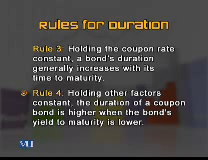 Rules for Duration
Rule 3: Holding the coupon rate
constant, a bond's duration
generally increases with its
time to maturity.
Rule 4: Holding other factors
constant, the duration of a coupon
bond is higher when the bond's
yield to maturity is lower.
VU